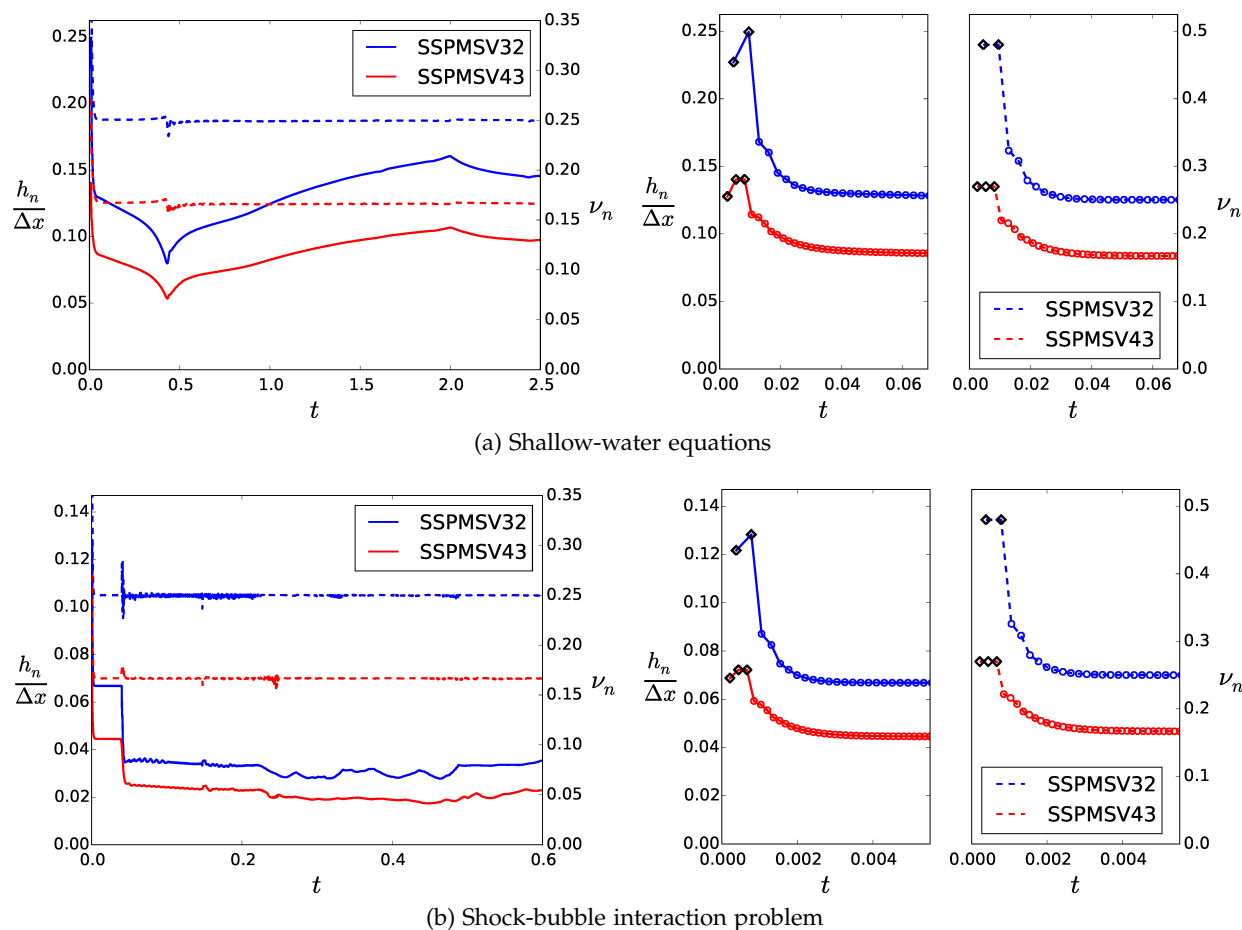 0.25
0.20
0.15
0.10
0.05
0.00
h_n
Δx
0.35
0.30
0.25
0.20
0.15
0.10
0.05
0.00
ν_n
SSPMSV32
SSPMSV43
0.0 0.5 1.0 1.5 2.0 2.5
t
0.25
0.20
0.15
0.10
0.05
0.00
0.00 0.02 0.04 0.06
t
0.5
0.4
0.3
0.2
0.1
0.0
ν_n
SSPMSV32
SSPMSV43
0.00 0.02 0.04 0.06
t
(a) Shallow-water equations
0.14
0.12
0.10
0.08
0.06
0.04
0.02
0.00
h_n
Δx
0.35
0.30
0.25
0.20
0.15
0.10
0.05
0.00
ν_n
SSPMSV32
SSPMSV43
0.0 0.2 0.4 0.6
t
0.14
0.12
0.10
0.08
0.06
0.04
0.02
0.00
h_n
Δx
0.000 0.002 0.004
t
0.5
0.4
0.3
0.2
0.1
0.0
ν_n
SSPMSV32
SSPMSV43
0.000 0.002 0.004
t
(b) Shock-bubble interaction problem